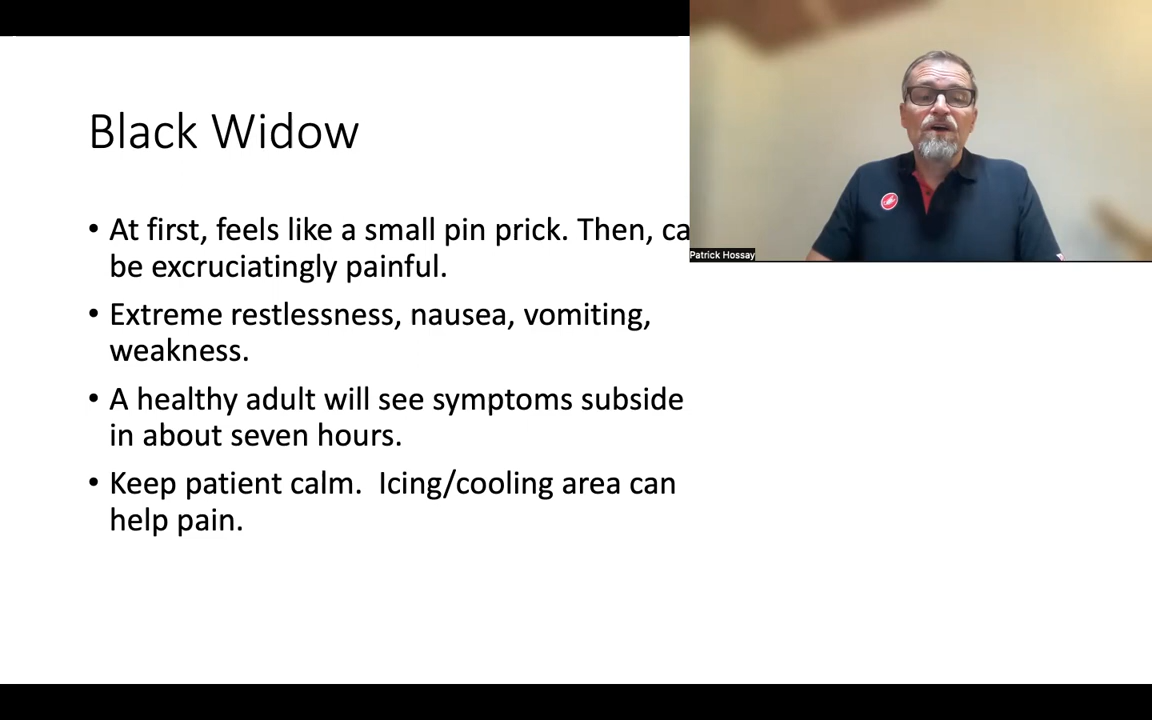 Black Widow
• At first, feels like a small pin prick. Then, ca
be excruciatingly painful.
• Extreme restlessness, nausea, vomiting,
weakness.
• A healthy adult will see symptoms subside
in about seven hours.
• Keep patient calm.  Icing/cooling area can
help pain.
Patrick Hossay